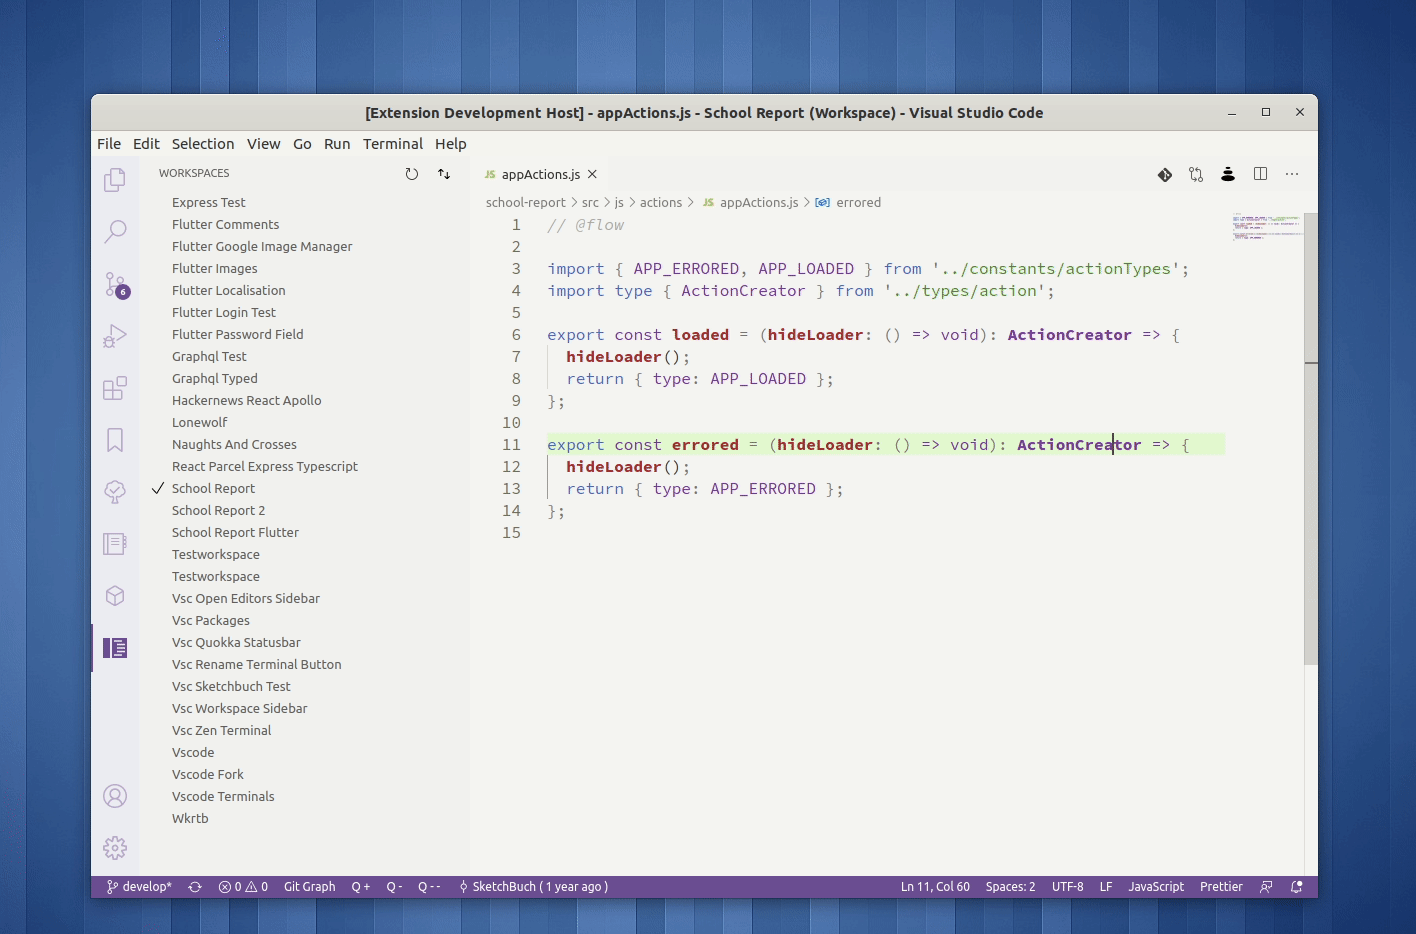 [Extension Development Host] - appActions.js - School Report (Workspace) - Visual Studio Code
File Edit Selection View Go Run Terminal Help
WORKSPACES
Express Test
Flutter Comments
Flutter Google Image Manager
Flutter Images
Flutter Localisation
Flutter Login Test
Flutter Password Field
Graphql Test
Graphql Typed
Hackernews React Apollo
Lonewolf
Naughts And Crosses
React Parcel Express Typescript
School Report
School Report 2
School Report Flutter
Testworkspace
Testworkspace
Vsc Open Editors Sidebar
Vsc Packages
Vsc Quokka Statusbar
Vsc Rename Terminal Button
Vsc Sketchbuch Test
Vsc Workspace Sidebar
Vsc Zen Terminal
Vscode
Vscode Fork
Vscode Terminals
Wkrtb
6
JS appActions.js
school-report > src > js > actions > JS appActions.js > errored
1 // @flow
2
3 import { APP_ERRORED, APP_LOADED } from '../constants/actionTypes';
4 import type { ActionCreator } from '../types/action';
5
6 export const loaded = (hideLoader: () => void): ActionCreator => {
7 hideLoader();
8 return { type: APP_LOADED };
9 };
10
11 export const errored = (hideLoader: () => void): ActionCreator => {
12 hideLoader();
13 return { type: APP_ERRORED };
14 };
15
develop* 0 0 Git Graph Q + Q - Q - - SketchBuch ( 1 year ago ) Ln 11, Col 60 Spaces: 2 UTF-8 LF JavaScript Prettier